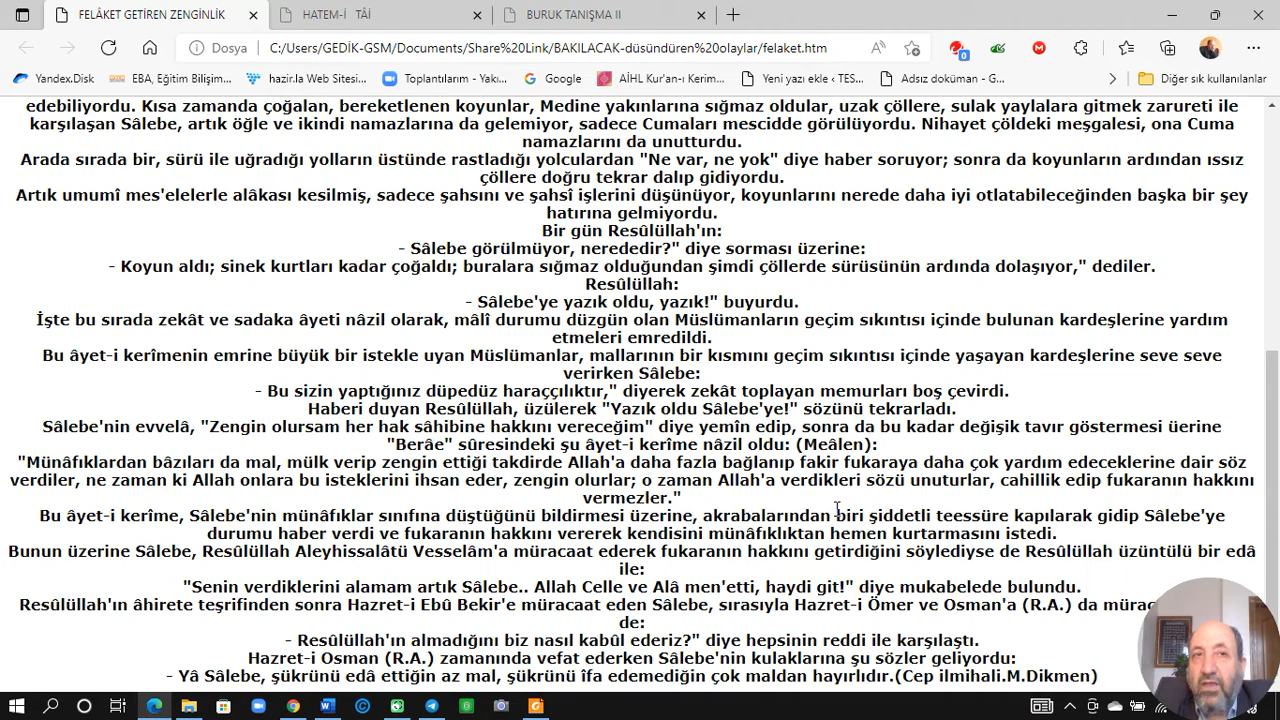 FELÂKET GETİREN ZENGİNLİK
HATEM-İ TÂİ
BURUK TANIŞMA II
Dosya
C:/Users/GEDİK-GSM/Documents/Share%20Link/BAKILACAK-düsündüren%20olaylar/felaket.htm
Yandex.Disk
EBA, Eğitim Bilişim...
hazir.la Web Sitesi...
Toplantılarım - Yakı...
Google
AİHL Kur'an-ı Kerim...
Yeni yazı ekle ‹ TES...
Adsız doküman - G...
Diğer sık kullanılanlar
edebiliyordu. Kısa zamanda çoğalan, bereketlenen koyunlar, Medine yakınlarına sığmaz oldular, uzak çöllere, sulak yaylalara gitmek zarureti ile
karşılaşan Sâlebe, artık öğle ve ikindi namazlarına da gelemiyor, sadece Cumaları mescidde görülüyordu. Nihayet çöldeki meşgalesi, ona Cuma
namazlarını da unutturdu.
Arada sırada bir, sürü ile uğradığı yolların üstünde rastladığı yolculardan "Ne var, ne yok" diye haber soruyor; sonra da koyunların ardından ıssız
çöllere doğru tekrar dalıp gidiyordu.
Artık umumî mes'elelerle alâkası kesilmiş, sadece şahsını ve şahsî işlerini düşünüyor, koyunlarını nerede daha iyi otlatabileceğinden başka bir şey
hatırına gelmiyordu.
Bir gün Resûlüllah'ın:
- Sâlebe görülmüyor, nerededir?" diye sorması üzerine:
- Koyun aldı; sinek kurtları kadar çoğaldı; buralara sığmaz olduğundan şimdi çöllerde sürüsünün ardında dolaşıyor," dediler.
Resûlüllah:
- Sâlebe'ye yazık oldu, yazık!" buyurdu.
İşte bu sırada zekât ve sadaka âyeti nâzil olarak, mâlî durumu düzgün olan Müslümanların geçim sıkıntısı içinde bulunan kardeşlerine yardım
etmeleri emredildi.
Bu âyet-i kerîmenin emrine büyük bir istekle uyan Müslümanlar, mallarının bir kısmını geçim sıkıntısı içinde yaşayan kardeşlerine seve seve
verirken Sâlebe:
- Bu sizin yaptığınız düpedüz haraççılıktır," diyerek zekât toplayan memurları boş çevirdi.
Haberi duyan Resûlüllah, üzülerek "Yazık oldu Sâlebe'ye!" sözünü tekrarladı.
Sâlebe'nin evvelâ, "Zengin olursam her hak sâhibine hakkını vereceğim" diye yemîn edip, sonra da bu kadar değişik tavır göstermesi üerine
"Berâe" sûresindeki şu âyet-i kerîme nâzil oldu: (Meâlen):
"Münâfıklardan bâzıları da mal, mülk verip zengin ettiği takdirde Allah'a daha fazla bağlanıp fakir fukaraya daha çok yardım edeceklerine dair söz
verdiler, ne zaman ki Allah onlara bu isteklerini ihsan eder, zengin olurlar; o zaman Allah'a verdikleri sözü unuturlar, cahillik edip fukaranın hakkını
vermezler."
Bu âyet-i kerîme, Sâlebe'nin münâfıklar sınıfına düştüğünü bildirmesi üzerine, akrabalarından biri şiddetli teessüre kapılarak gidip Sâlebe'ye
durumu haber verdi ve fukaranın hakkını vererek kendisini münâfıklıktan hemen kurtarmasını istedi.
Bunun üzerine Sâlebe, Resûlüllah Aleyhissalâtü Vesselâm'a müracaat ederek fukaranın hakkını getirdiğini söylediyse de Resûlüllah üzüntülü bir edâ
ile:
"Senin verdiklerini alamam artık Sâlebe.. Allah Celle ve Alâ men'etti, haydi git!" diye mukabelede bulundu.
Resûlüllah'ın âhirete teşrifinden sonra Hazret-i Ebû Bekir'e müracaat eden Sâlebe, sırasıyla Hazret-i Ömer ve Osman'a (R.A.) da
de:
- Resûlüllah'ın almadığını biz nasıl kabûl ederiz?" diye hepsinin reddi ile karşılaştı.
Hazret-i Osman (R.A.) zamanında vefat ederken Sâlebe'nin kulaklarına şu sözler geliyordu:
- Yâ Sâlebe, şükrünü edâ ettiğin az mal, şükrünü îfa edemediğin çok maldan hayırlıdır.(Cep ilmihali.M.Dikmen)